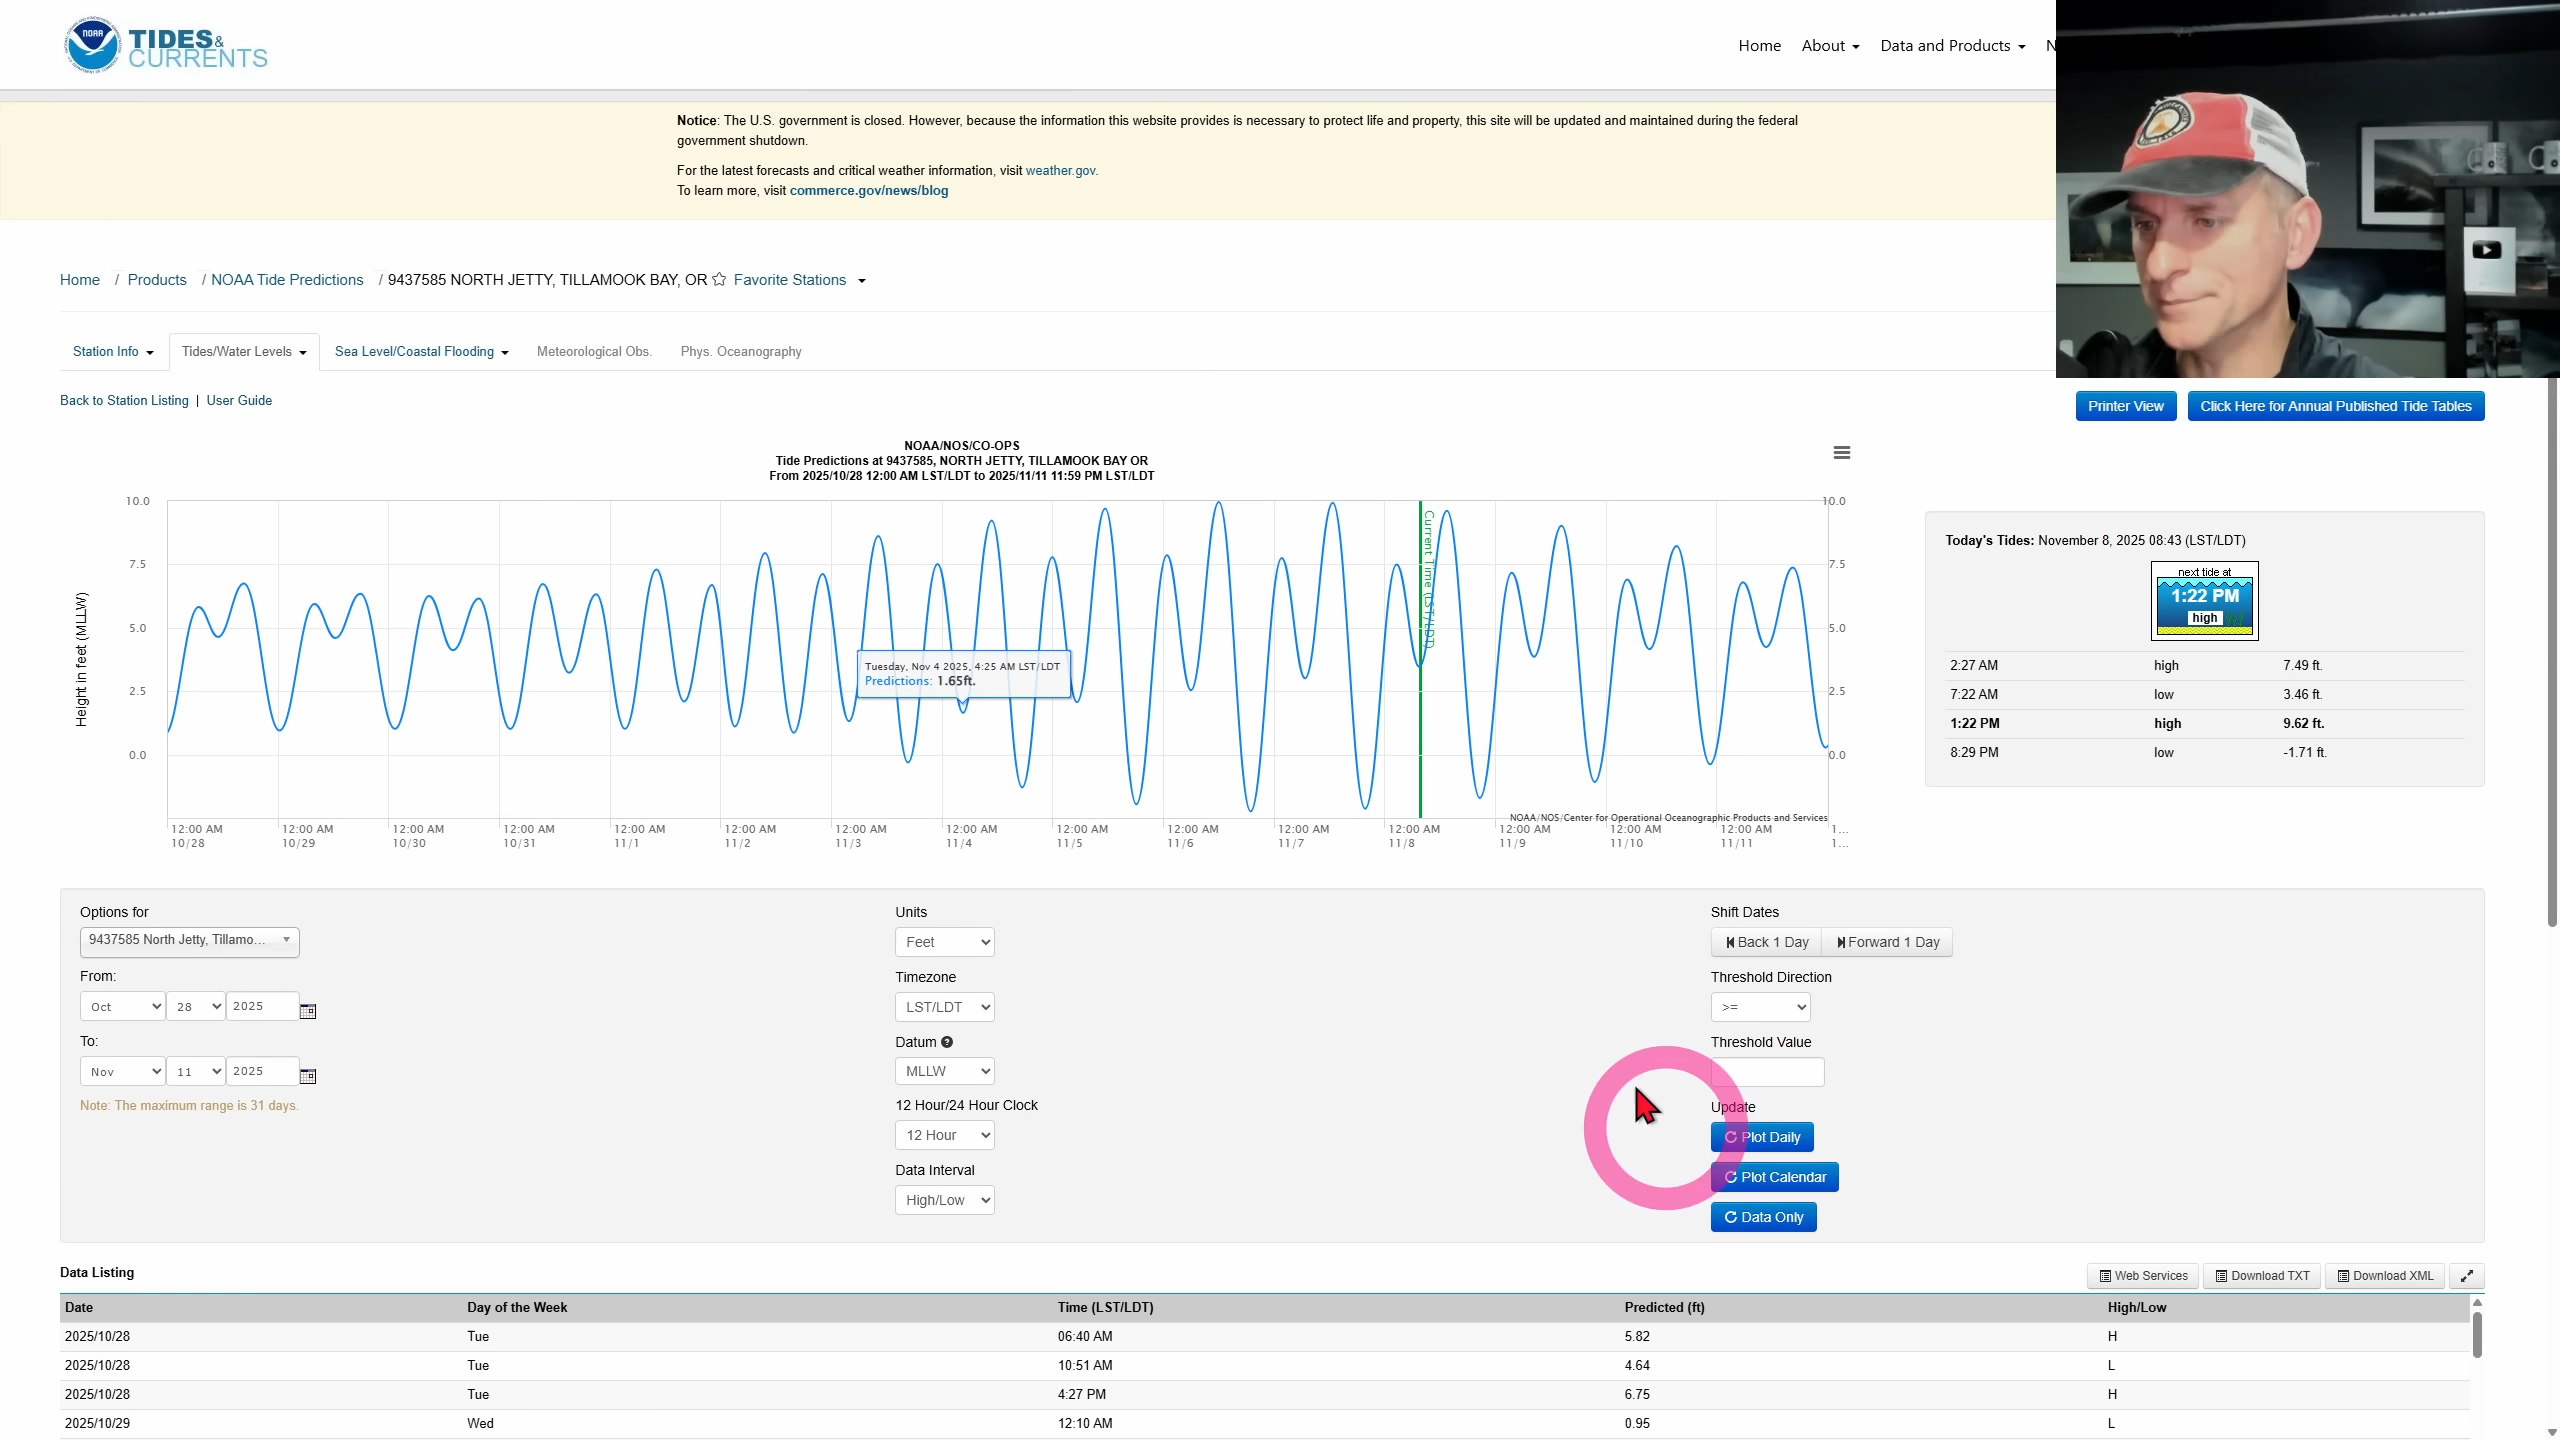 NOAA
TIDES&
CURRENTS
Home About Data and Products N
Notice: The U.S. government is closed. However, because the information this website provides is necessary to protect life and property, this site will be updated and maintained during the federal
government shutdown.
For the latest forecasts and critical weather information, visit weather.gov.
To learn more, visit commerce.gov/news/blog
Home / Products / NOAA Tide Predictions / 9437585 NORTH JETTY, TILLAMOOK BAY, OR Favorite Stations
Station Info Tides/Water Levels Sea Level/Coastal Flooding Meteorological Obs. Phys. Oceanography
Back to Station Listing | User Guide
Printer View Click Here for Annual Published Tide Tables
NOAA/NOS/CO-OPS
Tide Predictions at 9437585, NORTH JETTY, TILLAMOOK BAY OR
From 2025/10/28 12:00 AM LST/LDT to 2025/11/11 11:59 PM LST/LDT
Height in feet (MLLW)
10.0
7.5
5.0
2.5
0.0
10.0
7.5
5.0
2.5
0.0
Current Time (LST/LDT)
Tuesday, Nov 4 2025, 4:25 AM LST/LDT
Predictions: 1.65ft.
NOAA/NOS/Center for Operational Oceanographic Products and Services
12:00 AM 12:00 AM 12:00 AM 12:00 AM 12:00 AM 12:00 AM 12:00 AM 12:00 AM 12:00 AM 12:00 AM 12:00 AM 12:00 AM 12:00 AM 12:00 AM 12:00 AM 1...
10/28 10/29 10/30 10/31 11/1 11/2 11/3 11/4 11/5 11/6 11/7 11/8 11/9 11/10 11/11 1...
Today's Tides: November 8, 2025 08:43 (LST/LDT)
next tide at
1:22 PM
high
2:27 AM high 7.49 ft.
7:22 AM low 3.46 ft.
1:22 PM high 9.62 ft.
8:29 PM low -1.71 ft.
Options for
9437585 North Jetty, Tillamo...
From:
Oct 28 2025
To:
Nov 11 2025
Note: The maximum range is 31 days.
Units
Feet
Timezone
LST/LDT
Datum ?
MLLW
12 Hour/24 Hour Clock
12 Hour
Data Interval
High/Low
Shift Dates
Back 1 Day Forward 1 Day
Threshold Direction
>=
Threshold Value
Update
Plot Daily
Plot Calendar
Data Only
Data Listing
Web Services Download TXT Download XML
Date Day of the Week Time (LST/LDT) Predicted (ft) High/Low
2025/10/28 Tue 06:40 AM 5.82 H
2025/10/28 Tue 10:51 AM 4.64 L
2025/10/28 Tue 4:27 PM 6.75 H
2025/10/29 Wed 12:10 AM 0.95 L